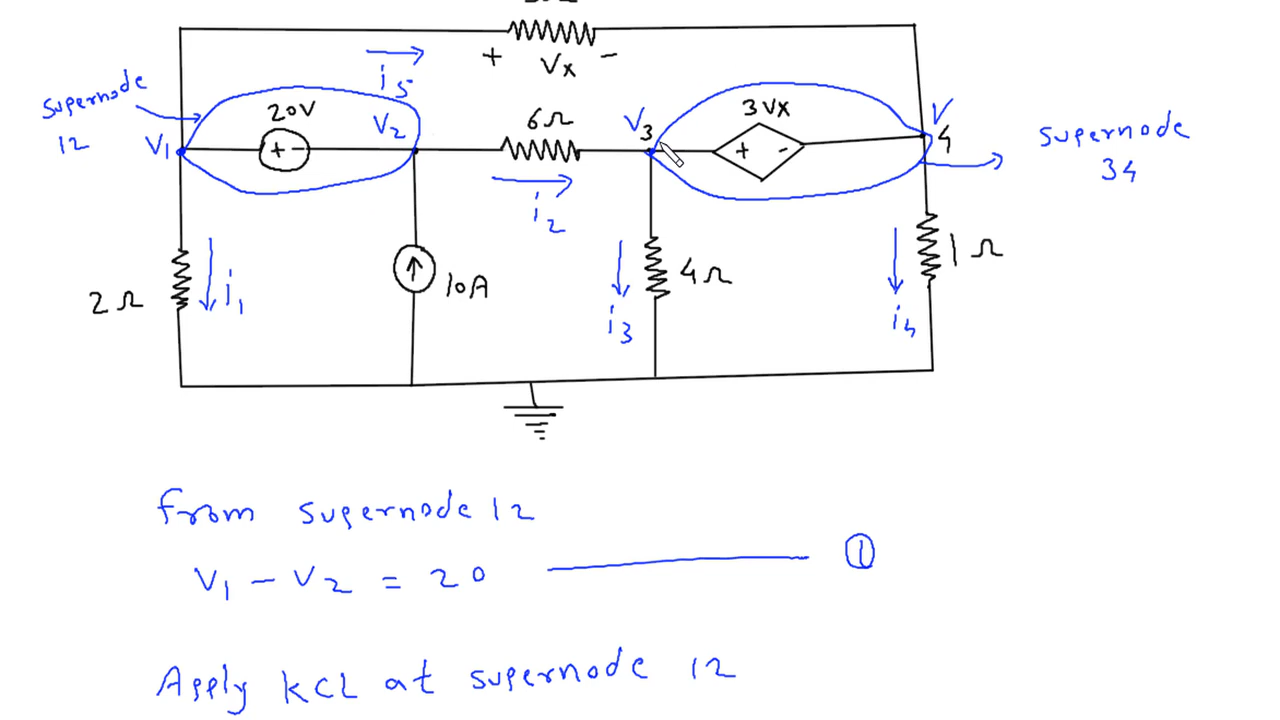 + Vx -
i5
Supernode
12
20V
+ -
V1
V2
6Ω
V3
3Vx
+ -
V4
Supernode
34
i2
2Ω
i1
10A
i3
4Ω
i4
1Ω
from supernode 12
V1 - V2 = 20 ①
Apply KCL at supernode 12